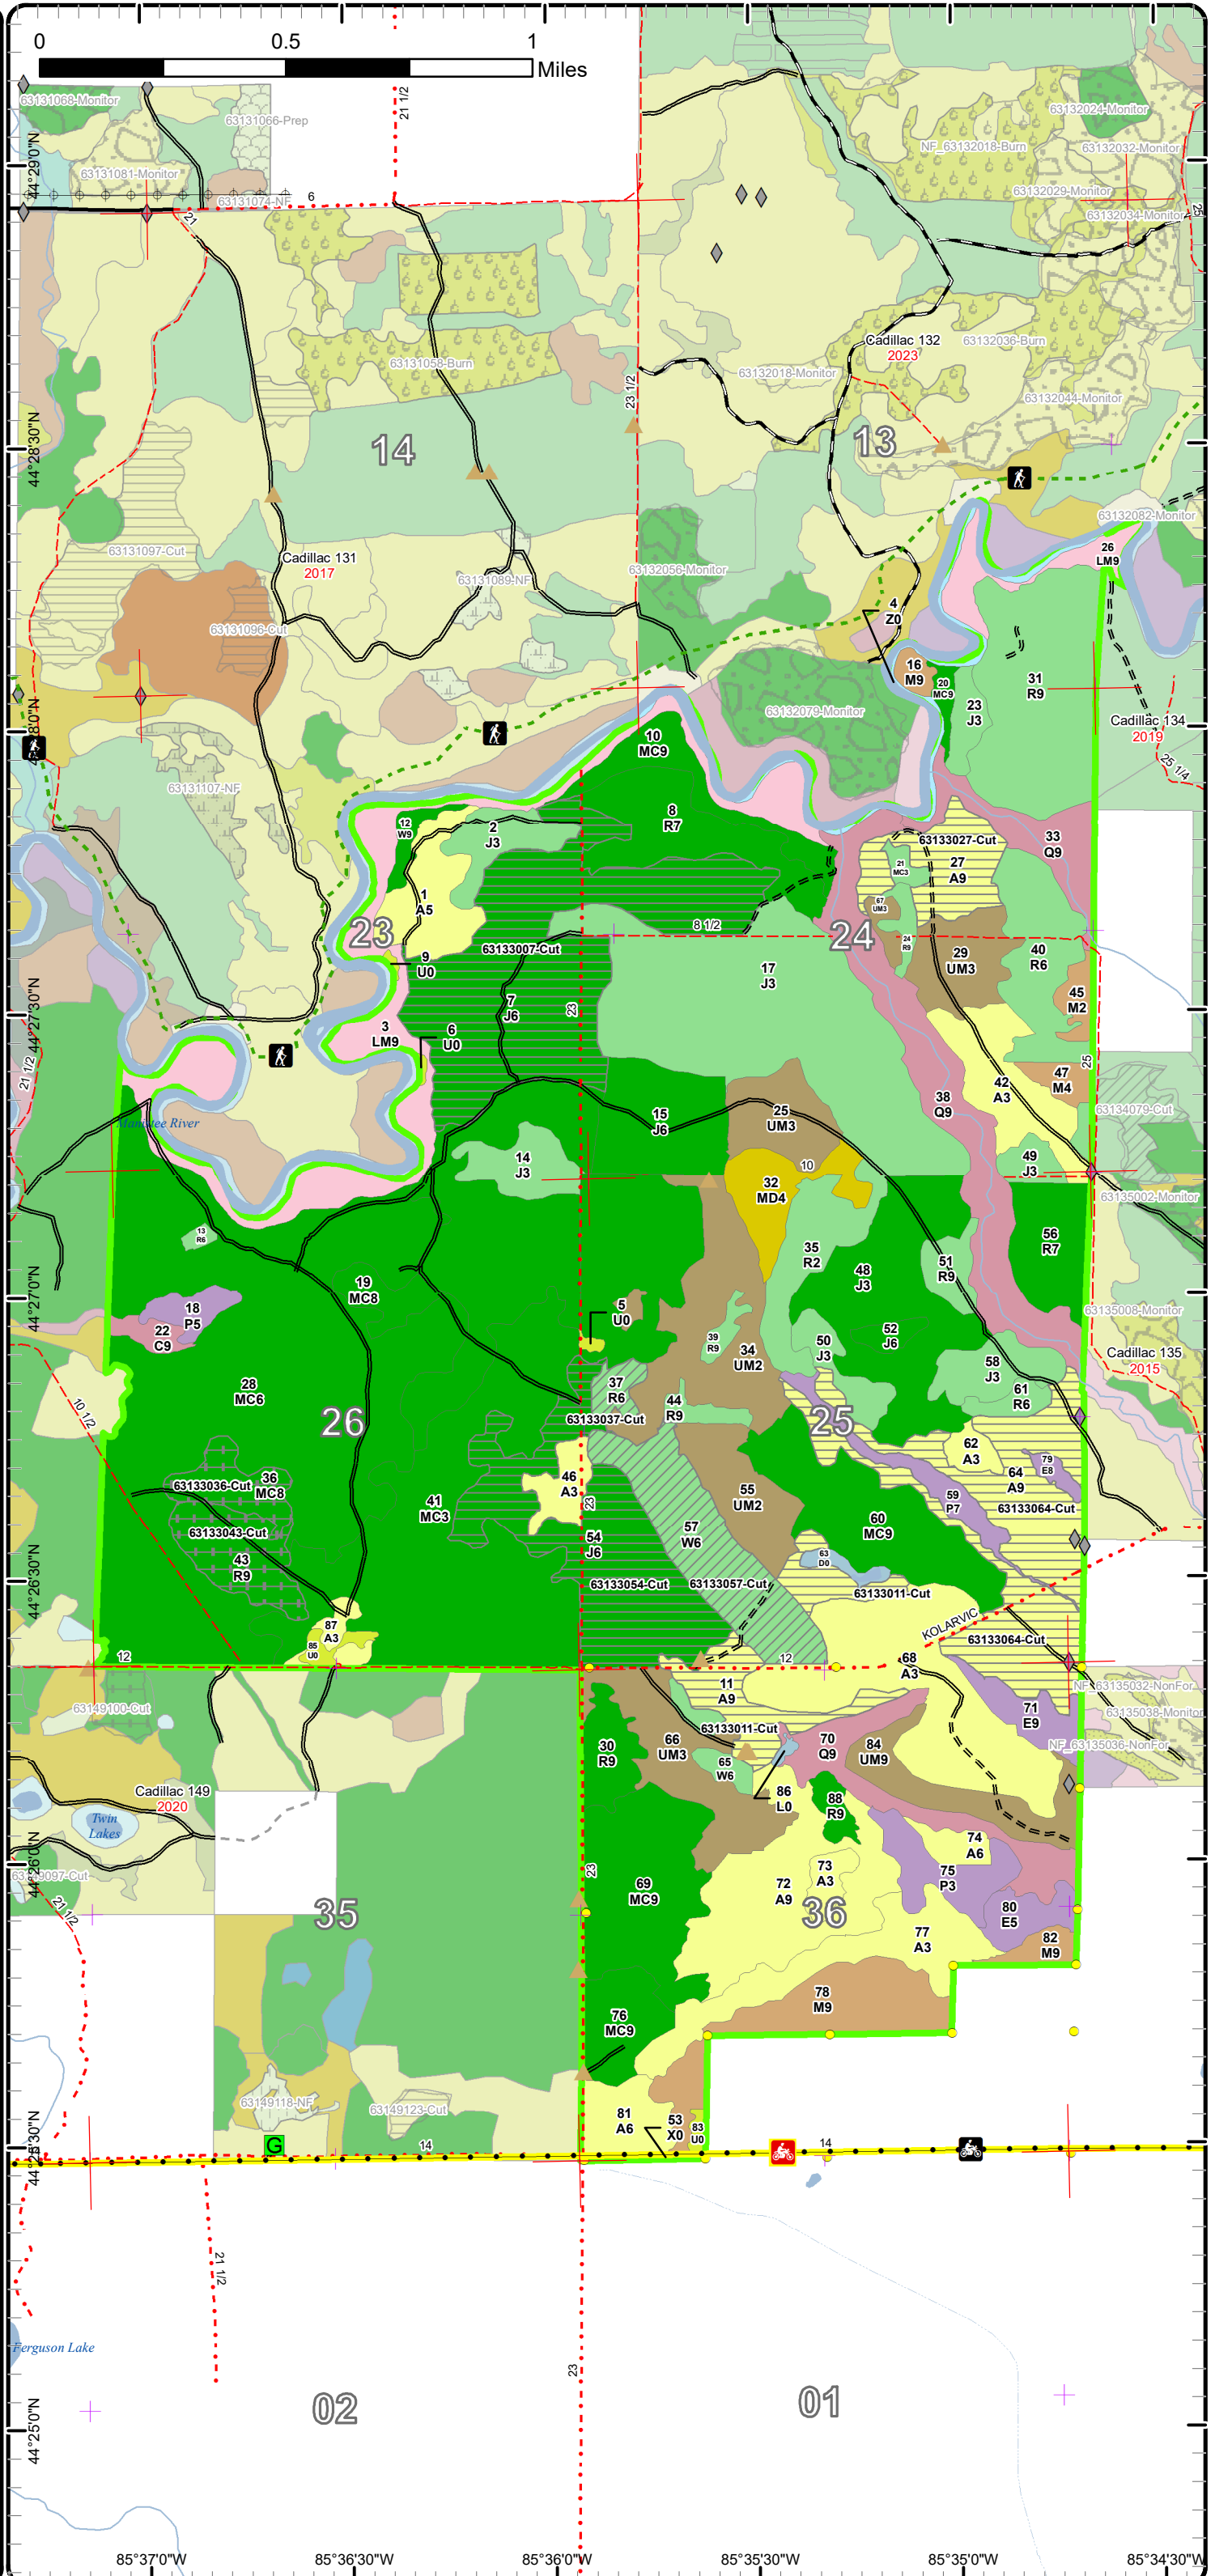 0 0.5 1
Miles
63131068-Monitor
63131066-Prep
21 1/2
63132024-Monitor
NF_63132018-Burn
63132032-Monitor
44°29'0"N
63131081-Monitor
63132029-Monitor
63131074-NF
6
25
63132034-Monitor
21
Cadillac 132
2023
63132036-Burn
63131058-Burn
63132018-Monitor
23 1/2
63132044-Monitor
14
13
44°28'30"N
63132082-Monitor
63131097-Cut
Cadillac 131
2017
63131089-NF
63132056-Monitor
26
LM9
4
Z0
63131096-Cut
16
M9
20
MC9
31
R9
23
J3
63132079-Monitor
Cadillac 134
2019
10
MC9
25 1/4
63131107-NF
8
R7
12
W9
2
J3
63133027-Cut
33
Q9
21
MC3
27
A9
1
A5
67
UM3
23
8 1/2
24
63133007-Cut
24
R9
29
UM3
40
R6
9
U0
17
J3
45
M2
44°27'30"N
7
J6
23
3
LM9
6
U0
21 1/2
25
47
M4
42
A3
38
Q9
63134079-Cut
Manistee River
15
J6
25
UM3
14
J3
10
49
J3
32
MD4
63135002-Monitor
13
R6
56
R7
35
R2
51
R9
48
J3
19
MC8
44°27'0"N
18
P5
5
U0
63135008-Monitor
22
C9
39
R9
34
UM2
50
J3
52
J6
Cadillac 135
2015
58
J3
28
MC6
37
R6
61
R6
10 1/2
44
R9
63133037-Cut
26
25
62
A3
79
E8
64
A9
63133036-Cut
36
MC8
46
A3
55
UM2
59
P7
63133064-Cut
41
MC3
23
60
MC9
63133043-Cut
54
J6
57
W6
63
D0
43
R9
63133054-Cut
63133057-Cut
63133011-Cut
44°26'30"N
KOLARVIC
87
A3
85
U0
63133064-Cut
12
12
68
A3
11
A9
NF_63135032-NonFor
63149100-Cut
71
E9
63135038-Monitor
63133011-Cut
66
UM3
70
Q9
84
UM9
NF_63135036-NonFor
30
R9
65
W6
Cadillac 149
2020
86
L0
88
R9
Twin
Lakes
44°26'0"N
74
A6
23
73
A3
75
P3
72
A9
69
MC9
21 1/2
35
36
80
E5
77
A3
82
M9
78
M9
76
MC9
63149118-NF
63149123-Cut
81
A6
53
X0
83
U0
44°25'30"N
G
14
14
21 1/2
Ferguson Lake
23
02
01
44°25'0"N
85°37'0"W
85°36'30"W
85°36'0"W
85°35'30"W
85°35'0"W
85°34'30"W